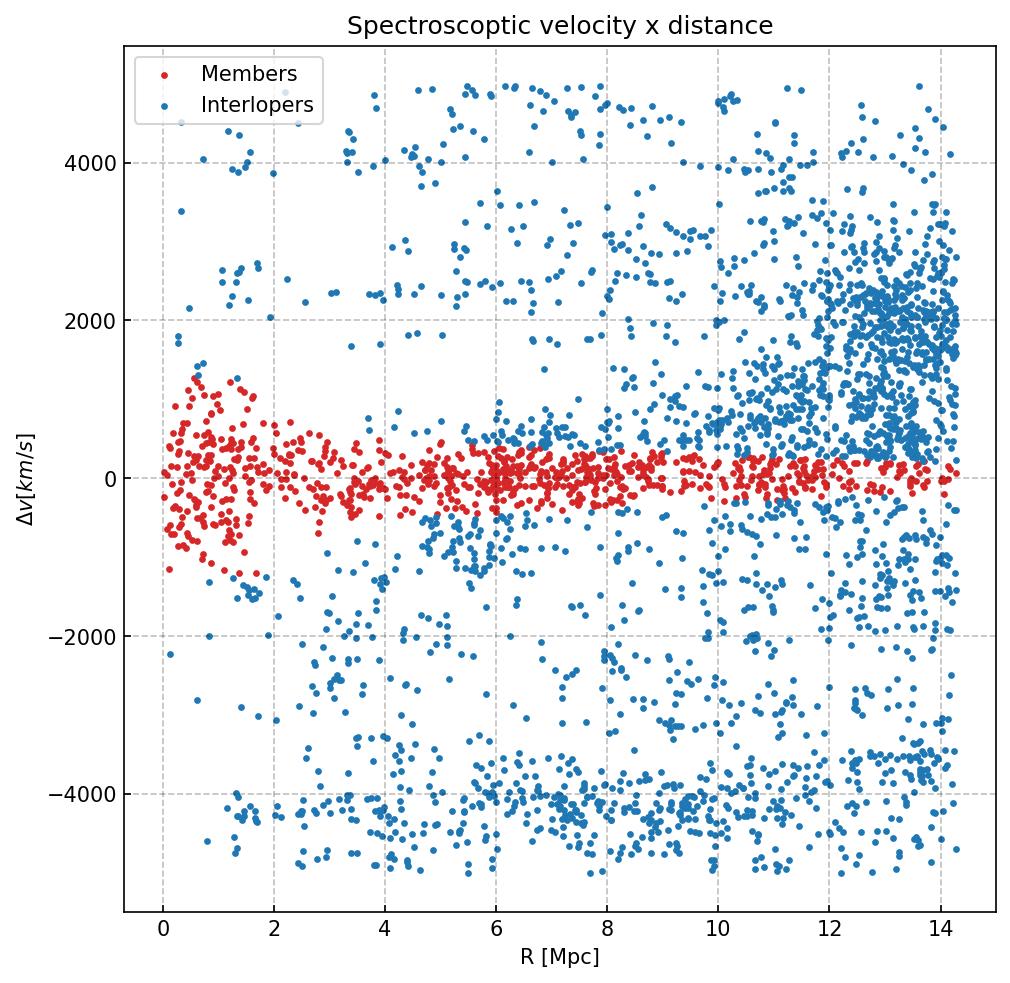 Spectroscoptic velocity x distance
Members
Interlopers
4000
2000
0
−2000
−4000
Δv[km/s]
0 2 4 6 8 10 12 14
R [Mpc]